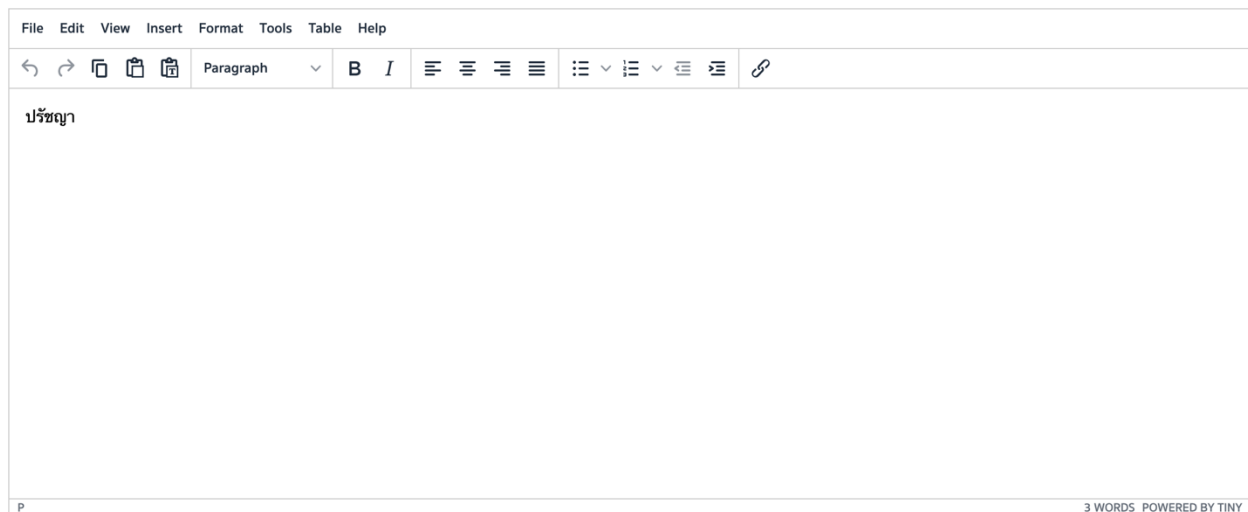 File Edit View Insert Format Tools Table Help
Paragraph B I
ปรัชญา
P 3 WORDS POWERED BY TINY